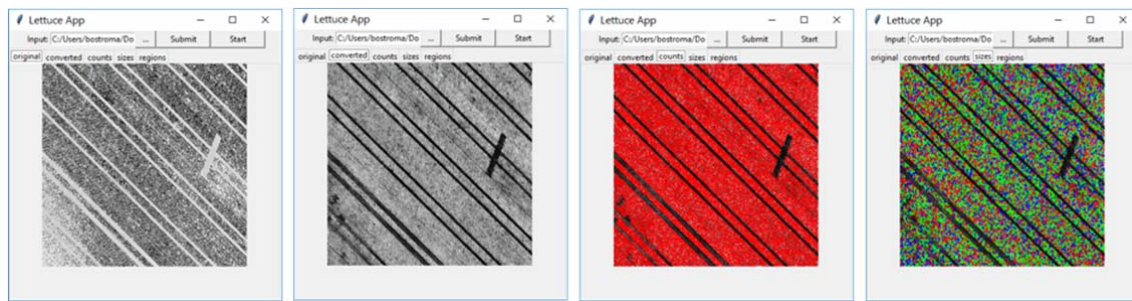 Lettuce App
Input: C:/Users/bostroma/Do ... Submit Start
original converted counts sizes regions
Lettuce App
Input: C:/Users/bostroma/Do ... Submit Start
original converted counts sizes regions
Lettuce App
Input: C:/Users/bostroma/Do ... Submit Start
original converted counts sizes regions
Lettuce App
Input: C:/Users/bostroma/Do ... Submit Start
original converted counts sizes regions